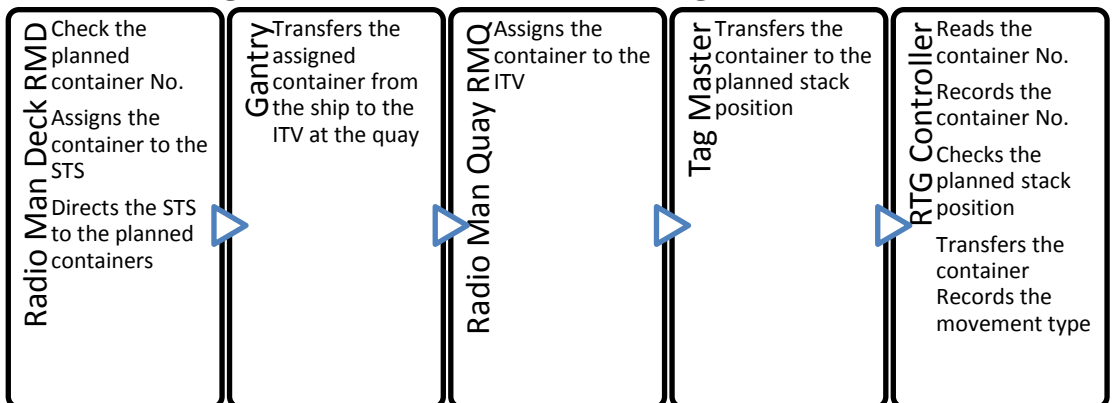 Radio Man Deck RMD
Check the
planned
container No.
Assigns the
container to the
STS
Directs the STS
to the planned
containers
Gantry
Transfers the
assigned
container from
the ship to the
ITV at the quay
Radio Man Quay RMQ
Assigns the
container to the
ITV
Tag Master
Transfers the
container to the
planned stack
position
RTG Controller
Reads the
container No.
Records the
container No.
Checks the
planned stack
position
Transfers the
container
Records the
movement type